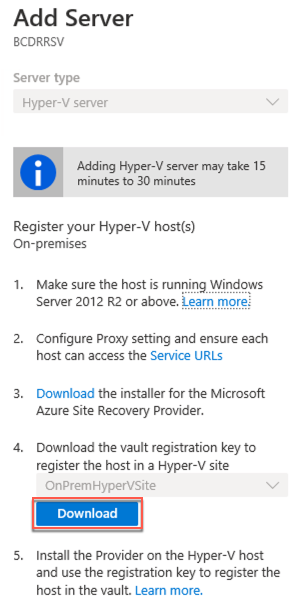 Add Server
BCDRRSV
Server type
Hyper-V server
Adding Hyper-V server may take 15
minutes to 30 minutes
Register your Hyper-V host(s)
On-premises
1. Make sure the host is running Windows
Server 2012 R2 or above. Learn more.
2. Configure Proxy setting and ensure each
host can access the Service URLs
3. Download the installer for the Microsoft
Azure Site Recovery Provider.
4. Download the vault registration key to
register the host in a Hyper-V site
OnPremHyperVSite
Download
5. Install the Provider on the Hyper-V host
and use the registration key to register the
host in the vault. Learn more.